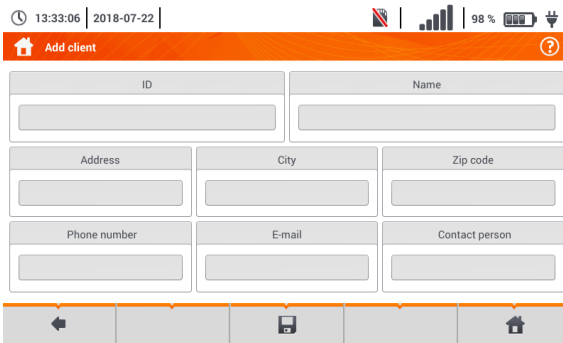 13:33:06 2018-07-22 98 %
Add client ?
ID Name
Address City Zip code
Phone number E-mail Contact person